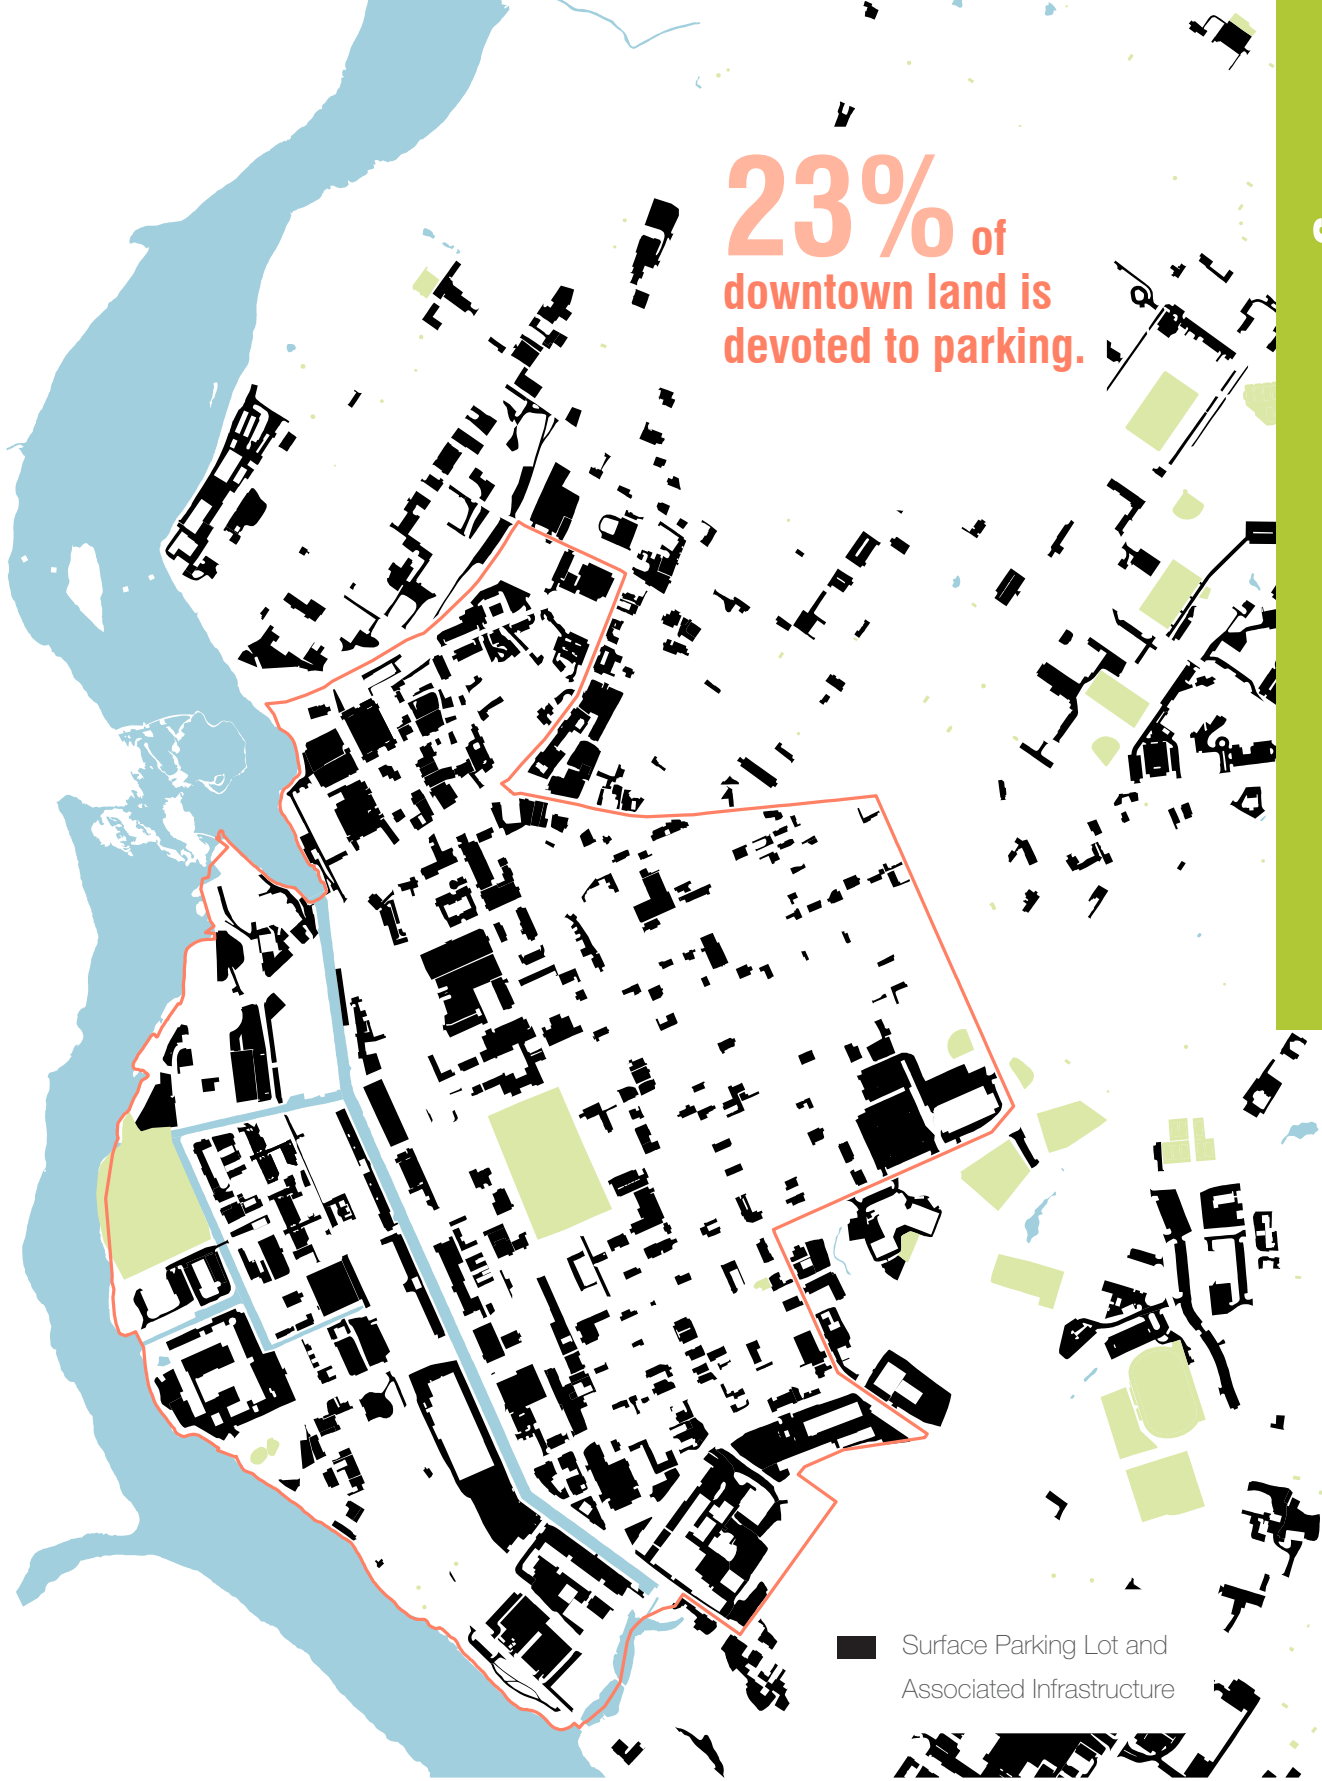 23% of
downtown land is
devoted to parking.
Surface Parking Lot and
Associated Infrastructure